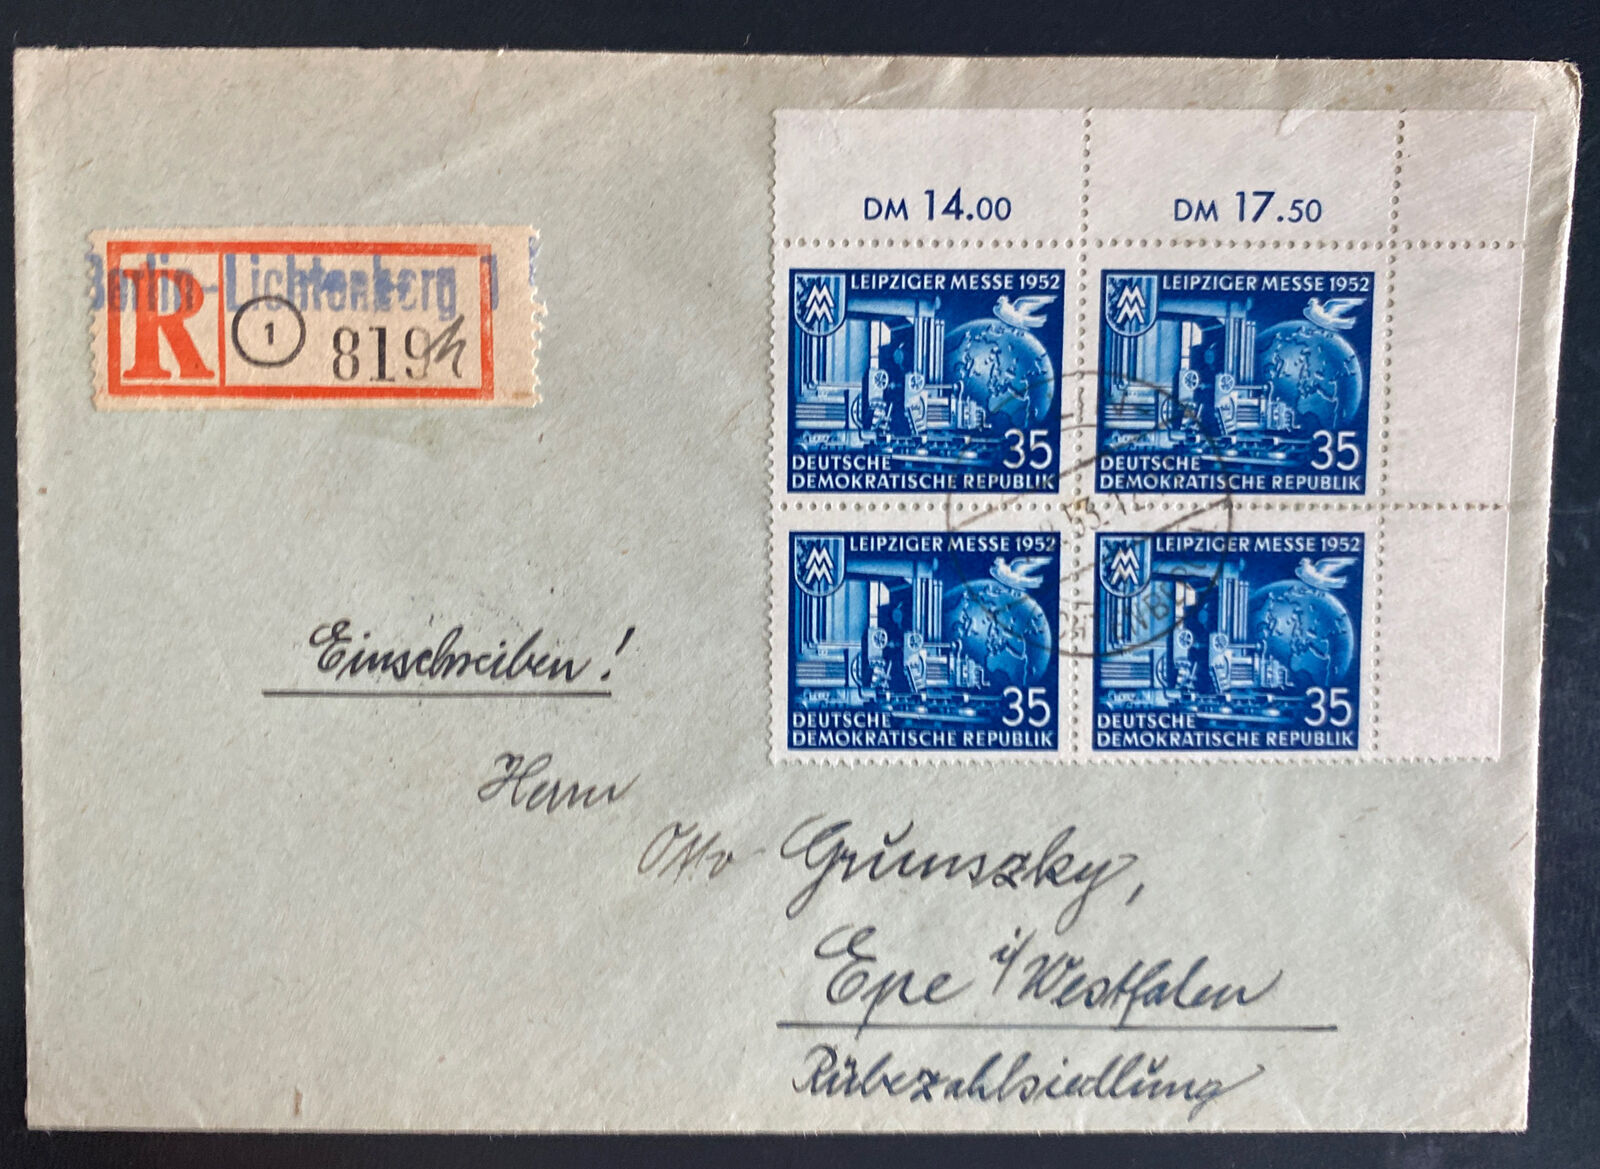 DM 14.00 DM 17.50
Berlin-Lichtenberg 1
R 1 819
LEIPZIGER MESSE 1952
35
DEUTSCHE
DEMOKRATISCHE REPUBLIK
LEIPZIGER MESSE 1952
35
DEUTSCHE
DEMOKRATISCHE REPUBLIK
LEIPZIGER MESSE 1952
35
DEUTSCHE
DEMOKRATISCHE REPUBLIK
LEIPZIGER MESSE 1952
35
DEUTSCHE
DEMOKRATISCHE REPUBLIK
Einschreiben!
Herrn
Otto Grunszky,
Epe i/Westfalen
Rübezahlsiedlung